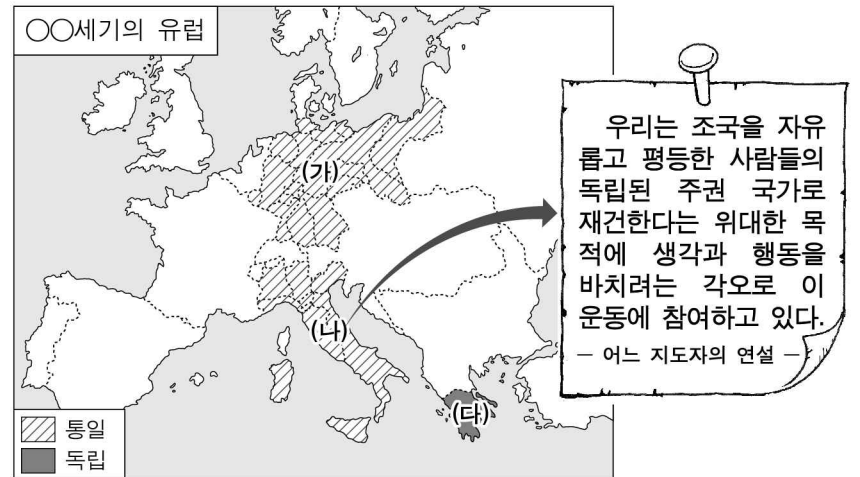 ○○세기의 유럽
(가)
(나)
(다)
통일
독립
우리는 조국을 자유
롭고 평등한 사람들의
독립된 주권 국가로
재건한다는 위대한 목
적에 생각과 행동을
바치려는 각오로 이
운동에 참여하고 있다.
- 어느 지도자의 연설 -